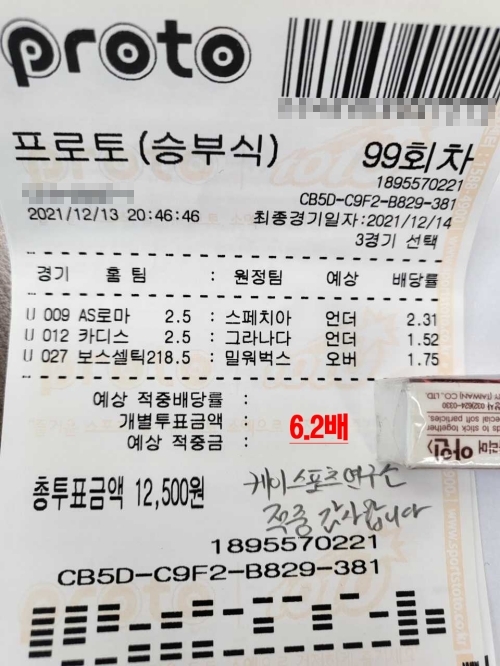 proto
프로토(승부식) 99회차
1895570221
CB5D-C9F2-B829-381
2021/12/13 20:46:46 최종경기일자:2021/12/14
3경기 선택
경기 홈 팀 : 원정팀 예상 배당률
U 009 AS로마 2.5 : 스페치아 언더 2.31
U 012 카디스 2.5 : 그라나다 언더 1.52
U 027 보스셀틱218.5 : 밀워벅스 오버 1.75
예상 적중배당률 :
개별투표금액 :
예상 적중금 :
6.2배
총투표금액 12,500원
케이스포츠연구소
적중 감사합니다
1895570221
CB5D-C9F2-B829-381
(TAIWAN) CO., LTD.
032624-0330
아인